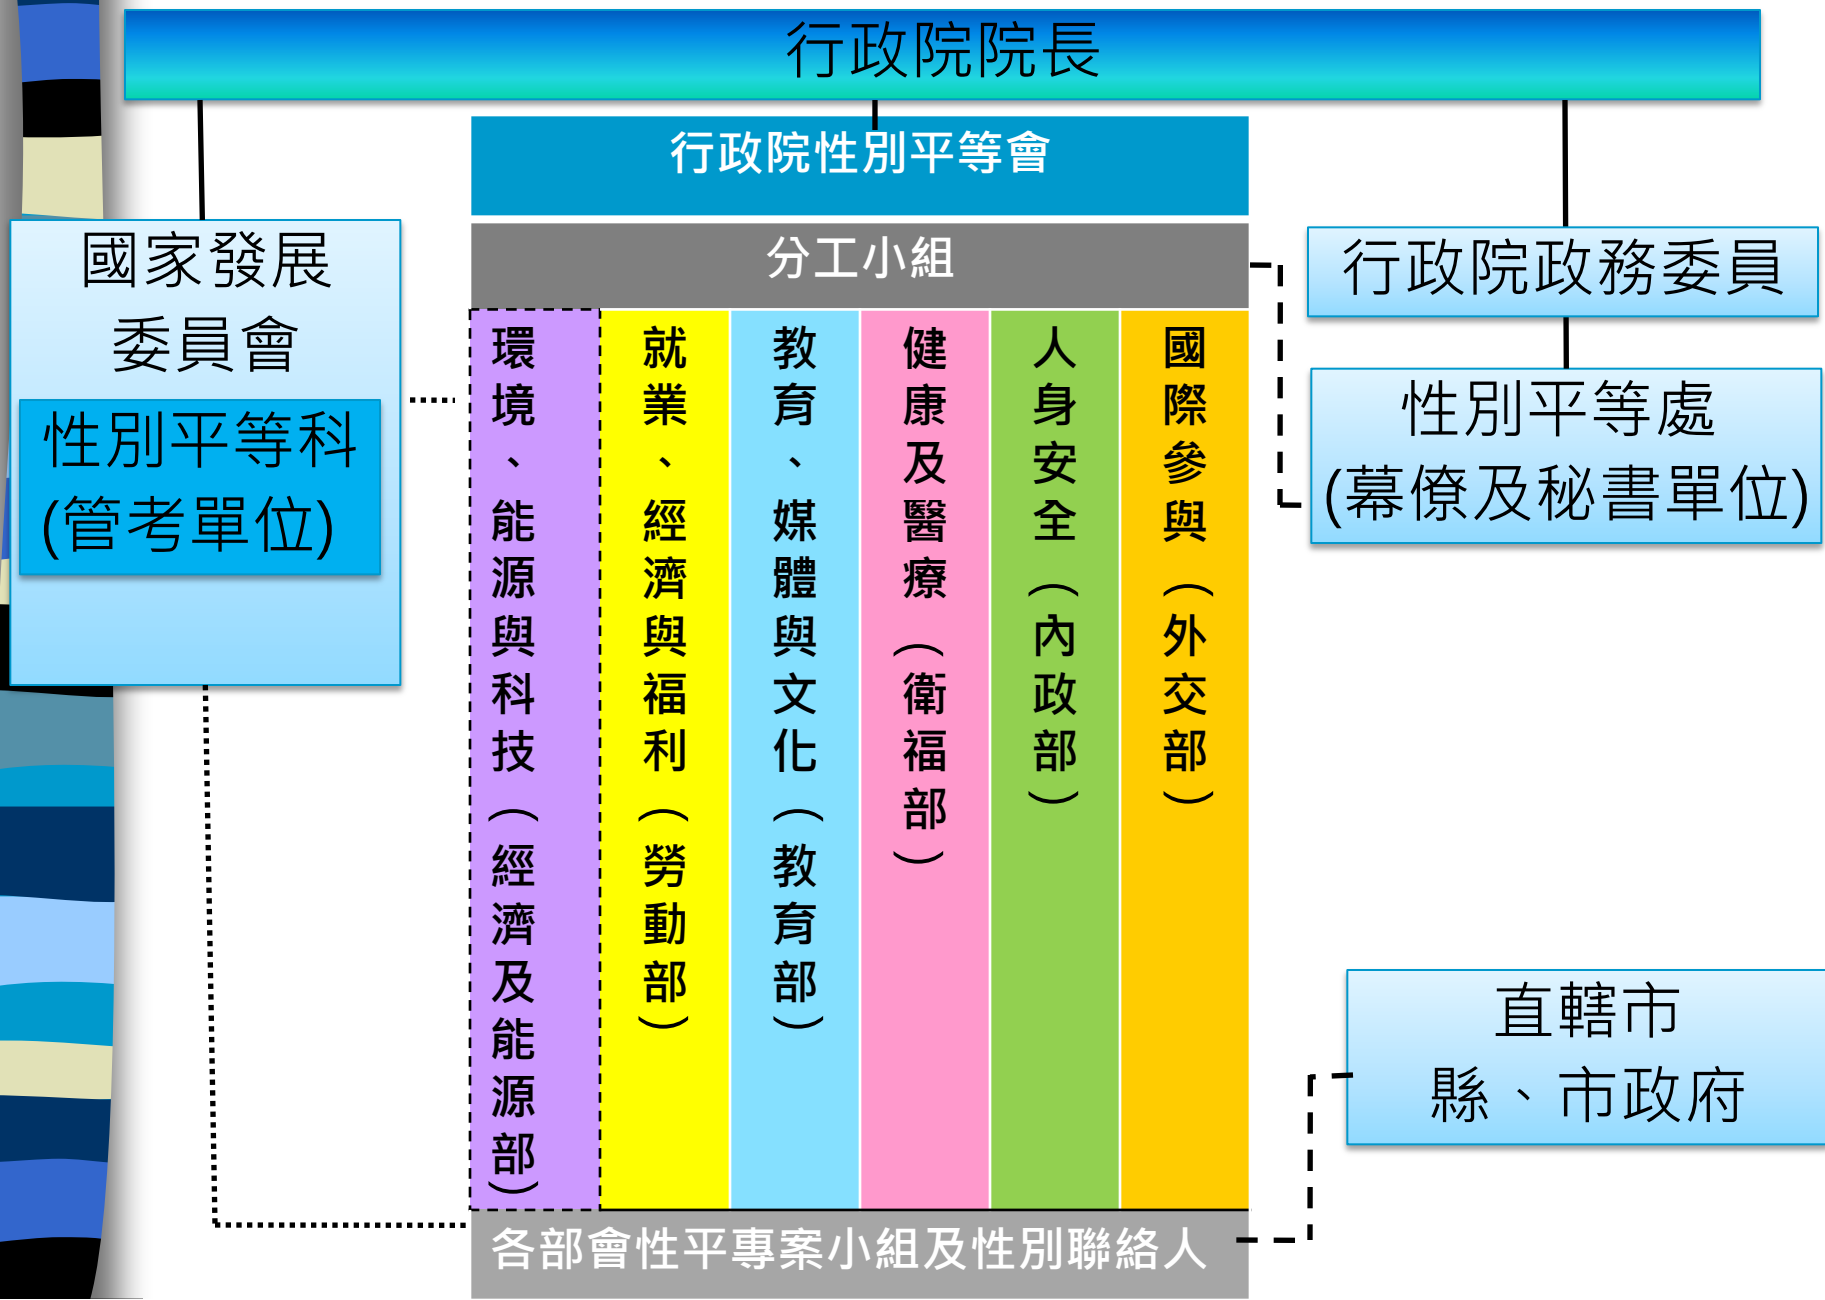 行政院院長
行政院性別平等會
分工小組
國家發展
委員會
性別平等科
(管考單位)
環境、能源與科技（經濟及能源部）
就業、經濟與福利（勞動部）
教育、媒體與文化（教育部）
健康及醫療（衛福部）
人身安全（內政部）
國際參與（外交部）
行政院政務委員
性別平等處
(幕僚及秘書單位)
直轄市
縣、市政府
各部會性平專案小組及性別聯絡人